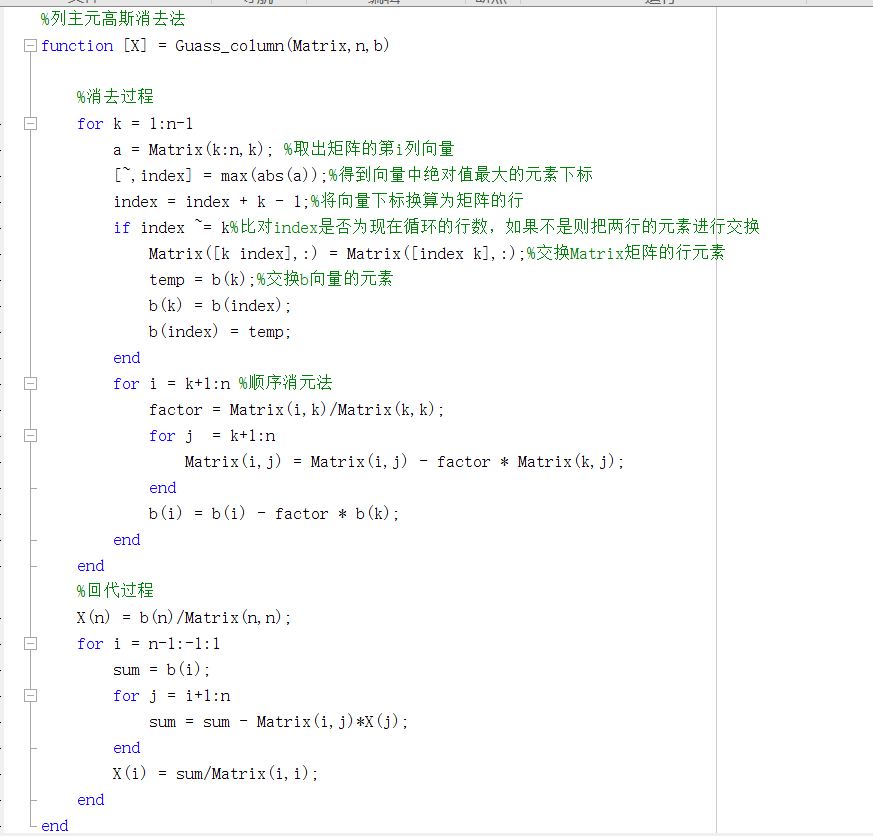 %列主元高斯消去法
function [X] = Guass_column(Matrix,n,b)
%消去过程
for k = 1:n-1
a = Matrix(k:n,k); %取出矩阵的第i列向量
[~,index] = max(abs(a));%得到向量中绝对值最大的元素下标
index = index + k - 1;%将向量下标换算为矩阵的行
if index ~= k%比对index是否为现在循环的行数，如果不是则把两行的元素进行交换
Matrix([k index],:) = Matrix([index k],:);%交换Matrix矩阵的行元素
temp = b(k);%交换b向量的元素
b(k) = b(index);
b(index) = temp;
end
for i = k+1:n %顺序消元法
factor = Matrix(i,k)/Matrix(k,k);
for j  = k+1:n
Matrix(i,j) = Matrix(i,j) - factor * Matrix(k,j);
end
b(i) = b(i) - factor * b(k);
end
end
%回代过程
X(n) = b(n)/Matrix(n,n);
for i = n-1:-1:1
sum = b(i);
for j = i+1:n
sum = sum - Matrix(i,j)*X(j);
end
X(i) = sum/Matrix(i,i);
end
end